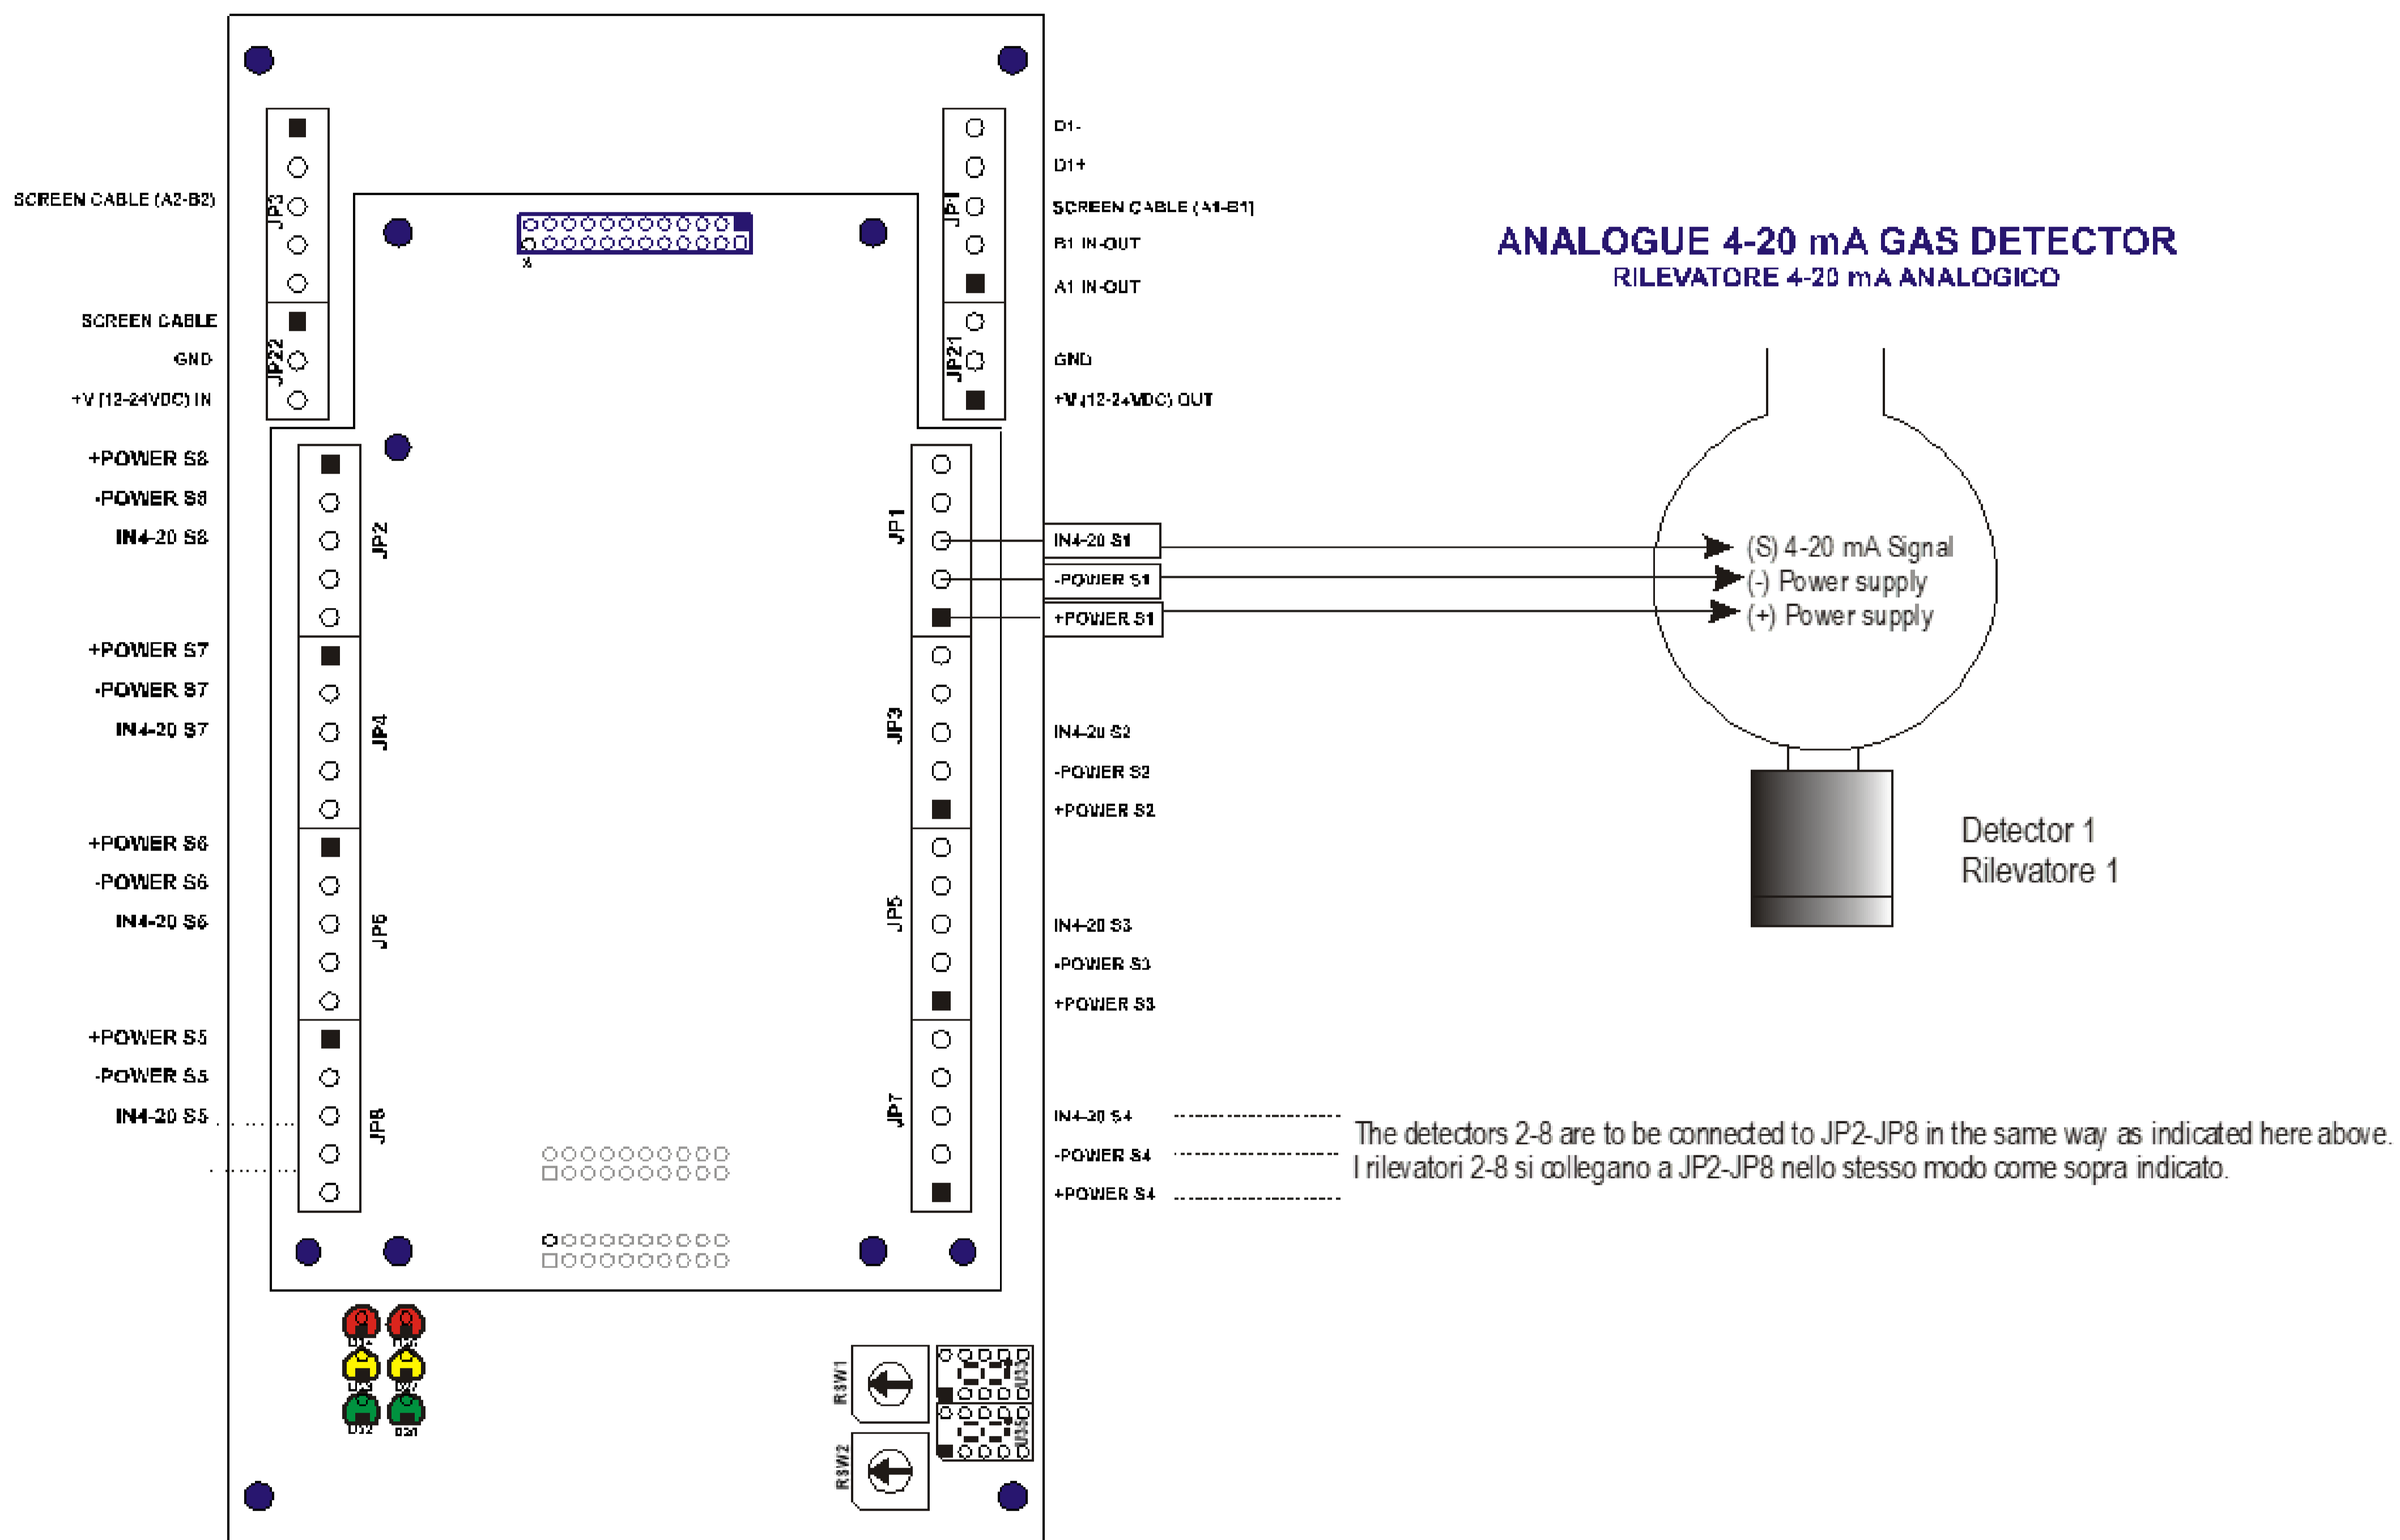 D1-
D1+
SCREEN CABLE (A2-B2)
JP3
JP1
SCREEN CABLE (A1-B1)
B1 IN-OUT
A1 IN-OUT
ANALOGUE 4-20 mA GAS DETECTOR
RILEVATORE 4-20 mA ANALOGICO
SCREEN CABLE
GND
JP22
JP21
GND
+V (12-24VDC) IN
+V (12-24VDC) OUT
+POWER S8
-POWER S8
IN4-20 S8
JP2
JP1
IN4-20 S1
-POWER S1
+POWER S1
(S) 4-20 mA Signal
(-) Power supply
(+) Power supply
+POWER S7
-POWER S7
IN4-20 S7
JP4
JP3
IN4-20 S2
-POWER S2
+POWER S2
Detector 1
Rilevatore 1
+POWER S6
-POWER S6
IN4-20 S6
JP6
JP5
IN4-20 S3
-POWER S3
+POWER S3
+POWER S5
-POWER S5
IN4-20 S5
JP8
JP7
IN4-20 S4
-POWER S4
+POWER S4
The detectors 2-8 are to be connected to JP2-JP8 in the same way as indicated here above.
I rilevatori 2-8 si collegano a JP2-JP8 nello stesso modo come sopra indicato.
RSW1
U33
RSW2
U35